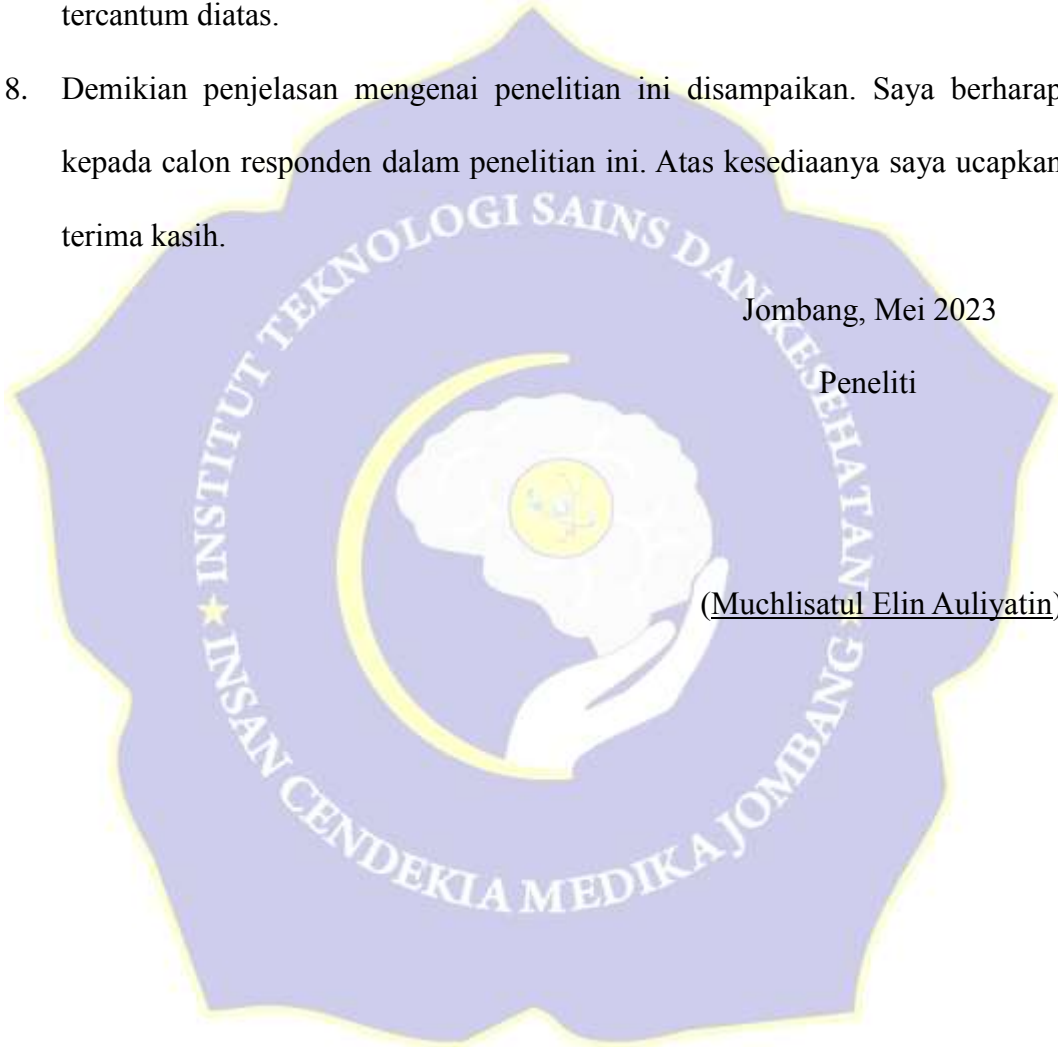 tercantum diatas.
8. Demikian penjelasan mengenai penelitian ini disampaikan. Saya berharap
kepada calon responden dalam penelitian ini. Atas kesediaanya saya ucapkan
terima kasih.
Jombang, Mei 2023
Peneliti
(Muchlisatul Elin Auliyatin)
INSTITUT TEKNOLOGI SAINS DAN KESEHATAN
INSAN CENDEKIA MEDIKA JOMBANG